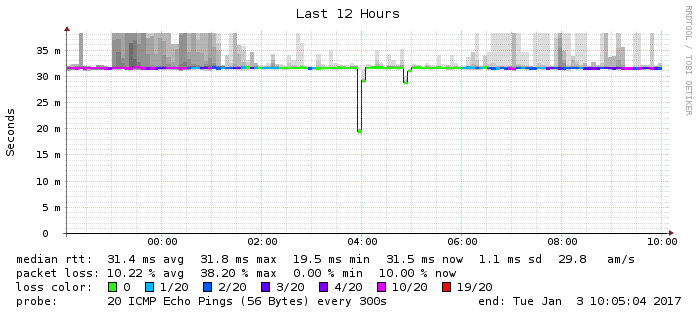 Last 12 Hours
RRDTOOL / TOBI OETIKER
Seconds
35 m
30 m
25 m
20 m
15 m
10 m
5 m
0
00:00 02:00 04:00 06:00 08:00 10:00
median rtt: 31.4 ms avg 31.8 ms max 19.5 ms min 31.5 ms now 1.1 ms sd 29.8 am/s
packet loss: 10.22 % avg 38.20 % max 0.00 % min 10.00 % now
loss color: 0 1/20 2/20 3/20 4/20 10/20 19/20
probe: 20 ICMP Echo Pings (56 Bytes) every 300s end: Tue Jan 3 10:05:04 2017